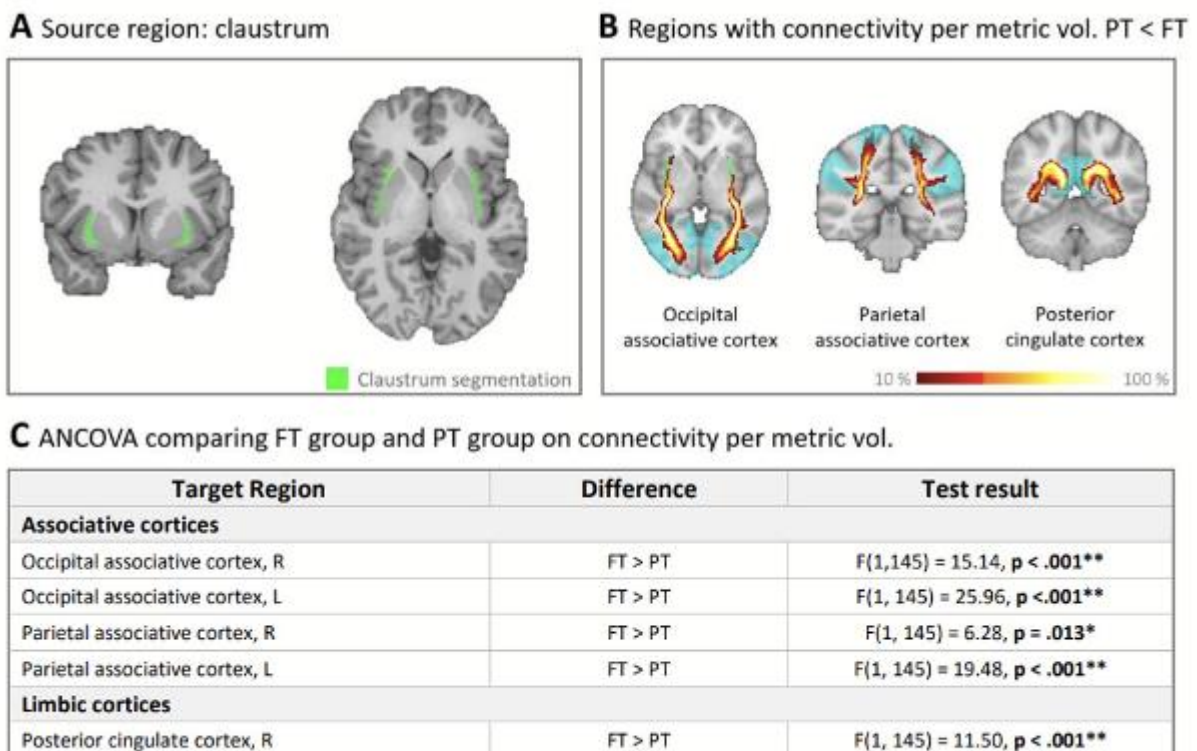 A Source region: claustrum
B Regions with connectivity per metric vol. PT < FT
Claustrum segmentation
Occipital
associative cortex
Parietal
associative cortex
Posterior
cingulate cortex
10 % 100 %
C ANCOVA comparing FT group and PT group on connectivity per metric vol.
Target Region Difference Test result
Associative cortices
Occipital associative cortex, R FT > PT F(1,145) = 15.14, p < .001**
Occipital associative cortex, L FT > PT F(1, 145) = 25.96, p <.001**
Parietal associative cortex, R FT > PT F(1, 145) = 6.28, p = .013*
Parietal associative cortex, L FT > PT F(1, 145) = 19.48, p < .001**
Limbic cortices
Posterior cingulate cortex, R FT > PT F(1, 145) = 11.50, p < .001**